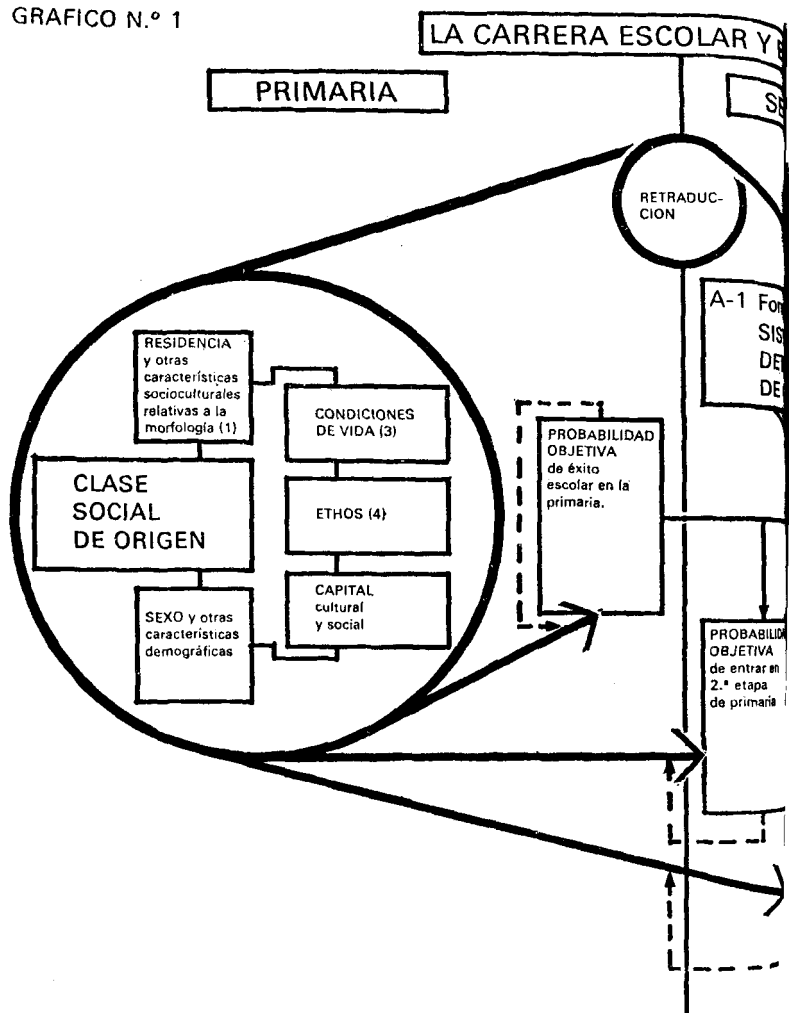 GRAFICO N.º 1
LA CARRERA ESCOLAR Y
PRIMARIA
RETRADUC-
CION
A-1
RESIDENCIA
y otras
características
socioculturales
relativas a la
morfología (1)
CONDICIONES
DE VIDA (3)
CLASE
SOCIAL
DE ORIGEN
ETHOS (4)
SEXO y otras
características
demográficas
CAPITAL
cultural
y social
PROBABILIDAD
OBJETIVA
de éxito
escolar en la
primaria.
OBJETIVA
de entrar en
2.ª etapa
de primaria